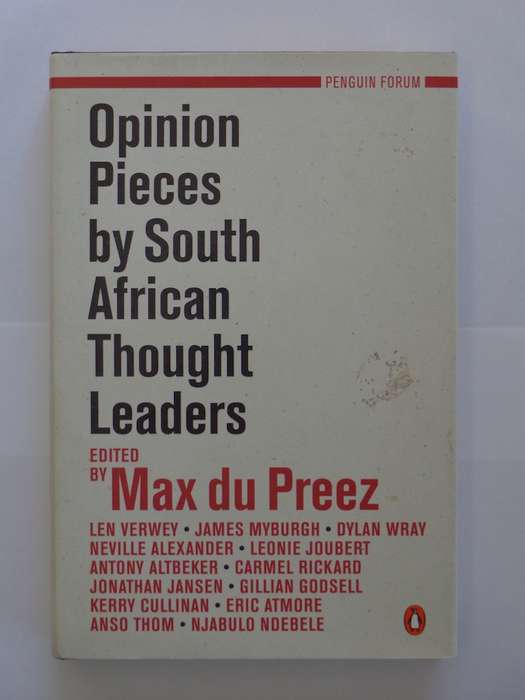 PENGUIN FORUM
Opinion
Pieces
by South
African
Thought
Leaders
EDITED
BY Max du Preez
LEN VERWEY • JAMES MYBURGH • DYLAN WRAY
NEVILLE ALEXANDER • LEONIE JOUBERT
ANTONY ALTBEKER • CARMEL RICKARD
JONATHAN JANSEN • GILLIAN GODSELL
KERRY CULLINAN • ERIC ATMORE
ANSO THOM • NJABULO NDEBELE